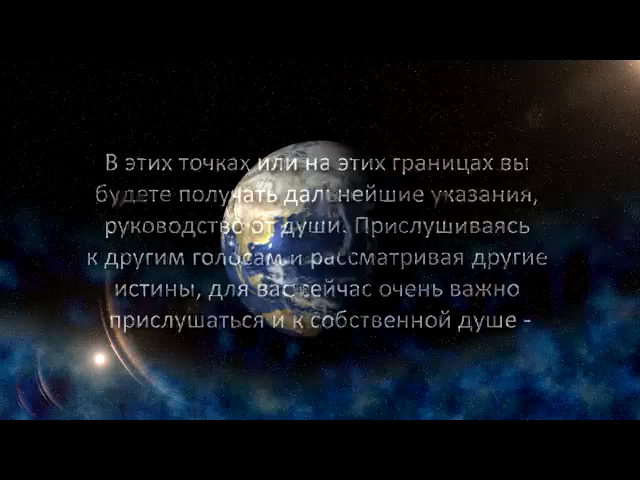 В этих точках или на этих границах вы
будете получать дальнейшие указания,
руководство от души. Прислушиваясь
к другим голосам и рассматривая другие
истины, для вас сейчас очень важно
прислушаться и к собственной душе -